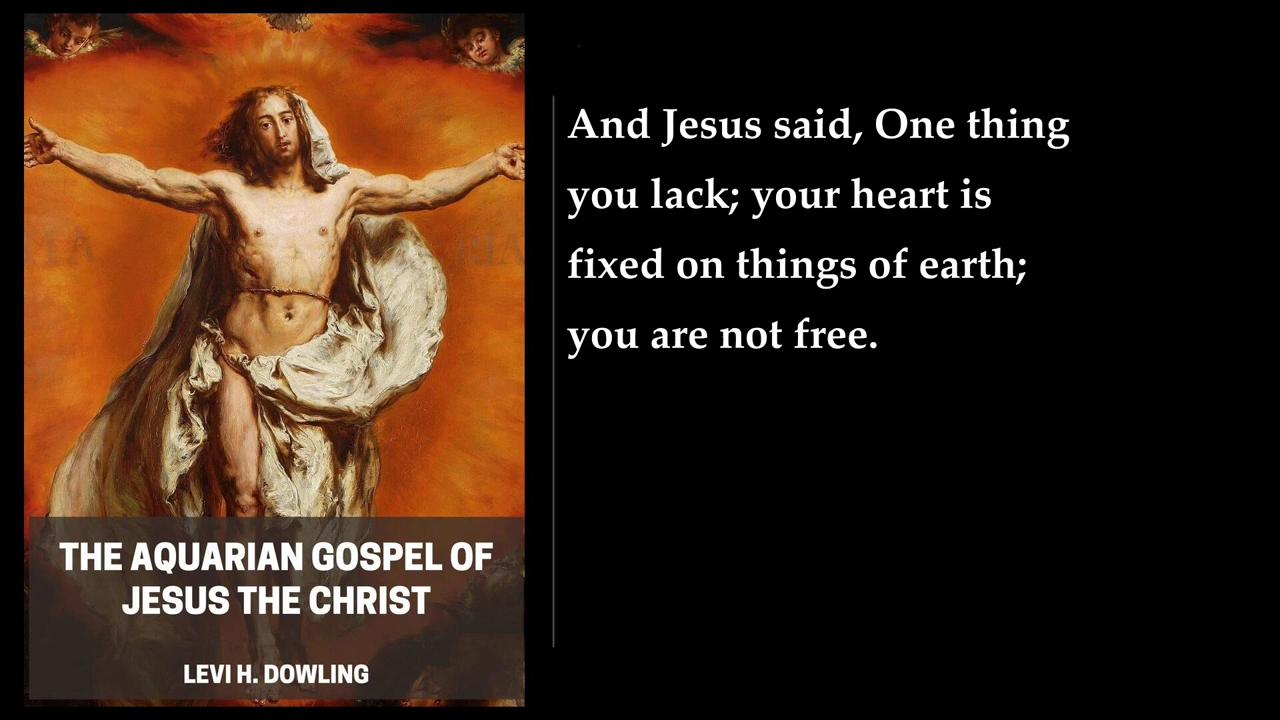 THE AQUARIAN GOSPEL OF
JESUS THE CHRIST
LEVI H. DOWLING
And Jesus said, One thing
you lack; your heart is
fixed on things of earth;
you are not free.